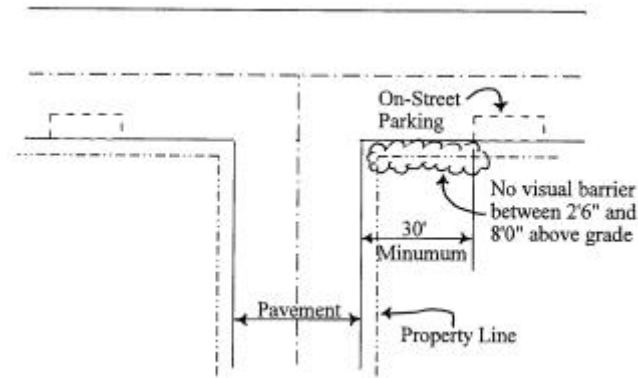 On-Street
Parking
No visual barrier
between 2'6" and
8'0" above grade
30'
Minumum
Pavement
Property Line